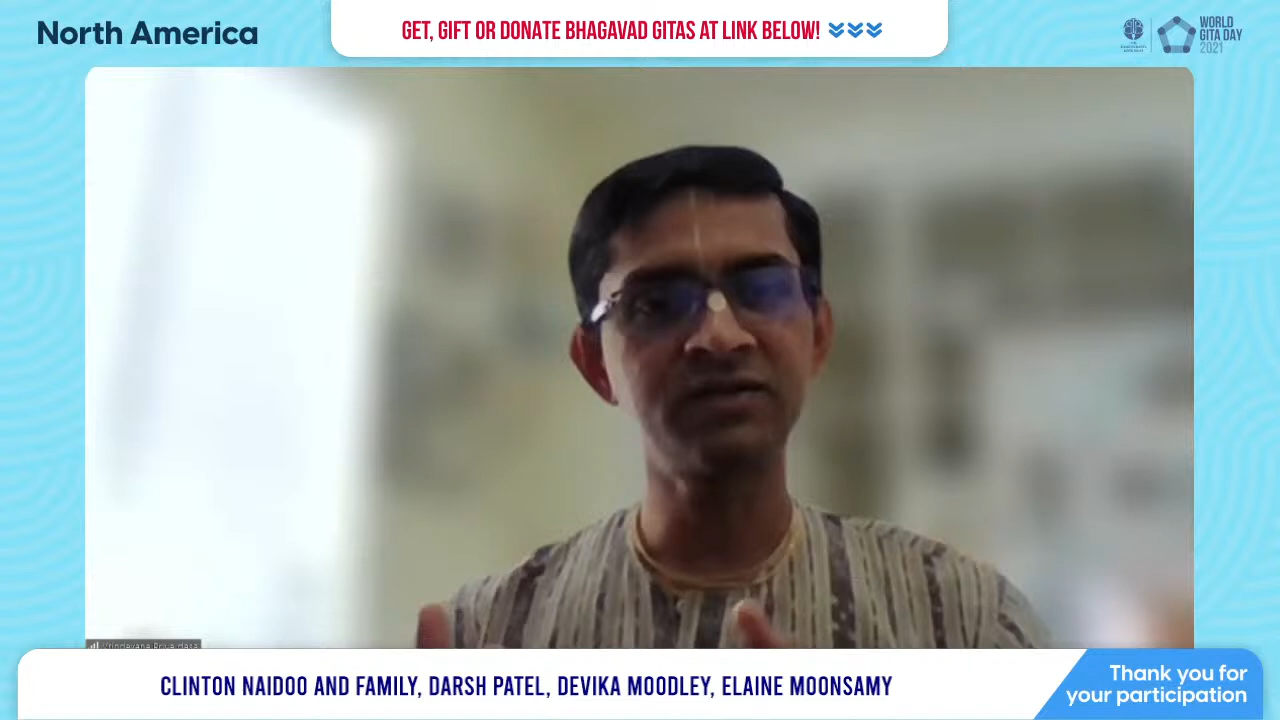 North America
GET, GIFT OR DONATE BHAGAVAD GITAS AT LINK BELOW!
WORLD
GITA DAY
2021
CLINTON NAIDOO AND FAMILY, DARSH PATEL, DEVIKA MOODLEY, ELAINE MOONSAMY
Thank you for
your participation